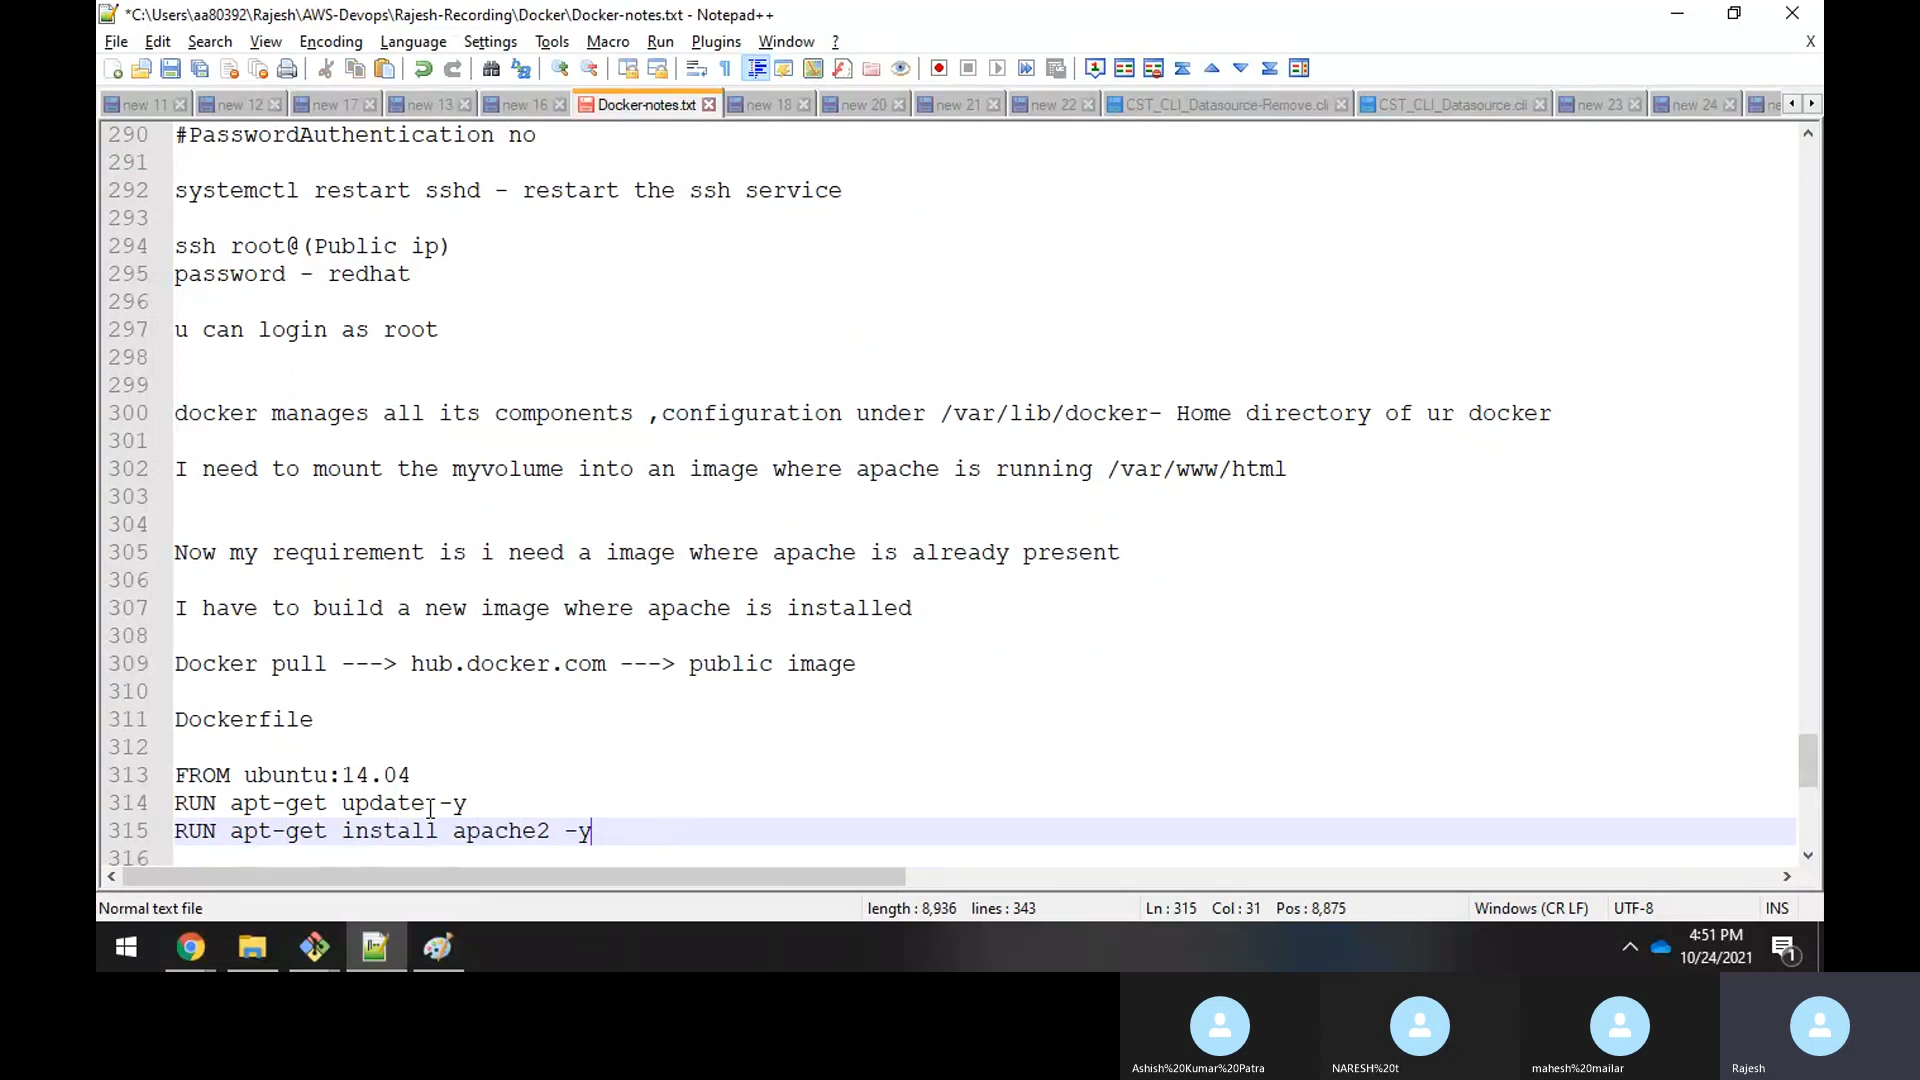 *C:\Users\aa80392\Rajesh\AWS-Devops\Rajesh-Recording\Docker\Docker-notes.txt - Notepad++
File Edit Search View Encoding Language Settings Tools Macro Run Plugins Window ? X
new 11 new 12 new 17 new 13 new 16 Docker-notes.txt new 18 new 20 new 21 new 22 CST_CLI_Datasource-Remove.cli CST_CLI_Datasource.cli new 23 new 24
290 #PasswordAuthentication no
291
292 systemctl restart sshd - restart the ssh service
293
294 ssh root@(Public ip)
295 password - redhat
296
297 u can login as root
298
299
300 docker manages all its components ,configuration under /var/lib/docker- Home directory of ur docker
301
302 I need to mount the myvolume into an image where apache is running /var/www/html
303
304
305 Now my requirement is i need a image where apache is already present
306
307 I have to build a new image where apache is installed
308
309 Docker pull ---> hub.docker.com ---> public image
310
311 Dockerfile
312
313 FROM ubuntu:14.04
314 RUN apt-get update -y
315 RUN apt-get install apache2 -y
316
Normal text file length : 8,936 lines : 343 Ln : 315 Col : 31 Pos : 8,875 Windows (CR LF) UTF-8 INS
4:51 PM
10/24/2021
1
Ashish%20Kumar%20Patra NARESH%20t mahesh%20mailar Rajesh